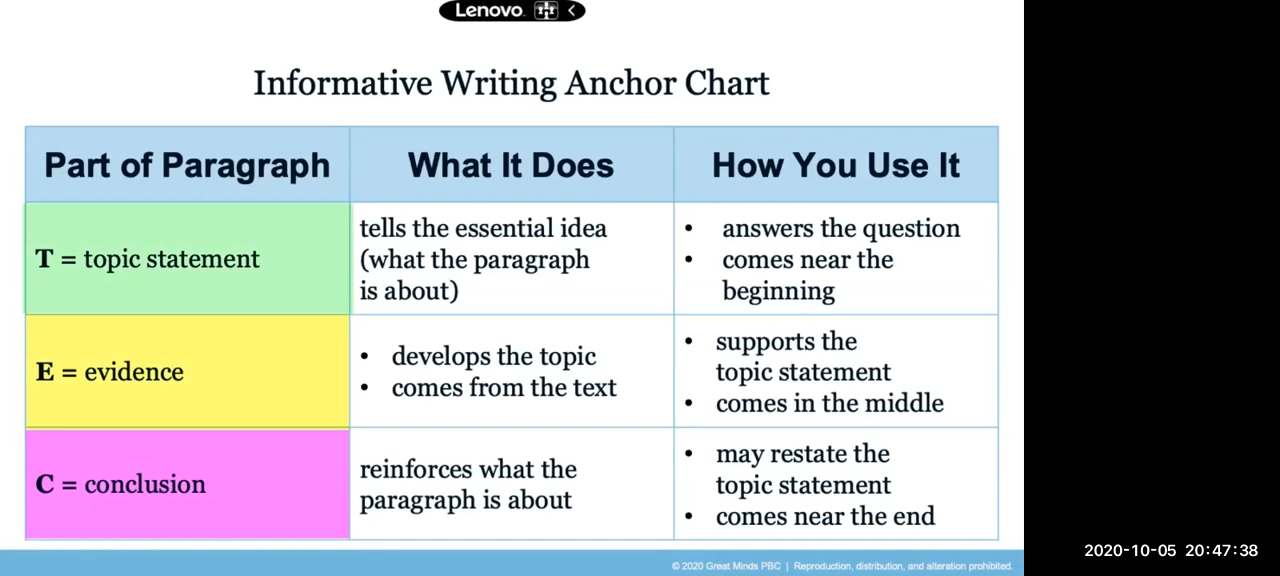 Lenovo
Informative Writing Anchor Chart
Part of Paragraph
What It Does
How You Use It
T = topic statement
tells the essential idea
(what the paragraph
is about)
• answers the question
• comes near the
beginning
E = evidence
• develops the topic
• comes from the text
• supports the
topic statement
• comes in the middle
C = conclusion
reinforces what the
paragraph is about
• may restate the
topic statement
• comes near the end
© 2020 Great Minds PBC | Reproduction, distribution, and alteration prohibited.
2020-10-05 20:47:38